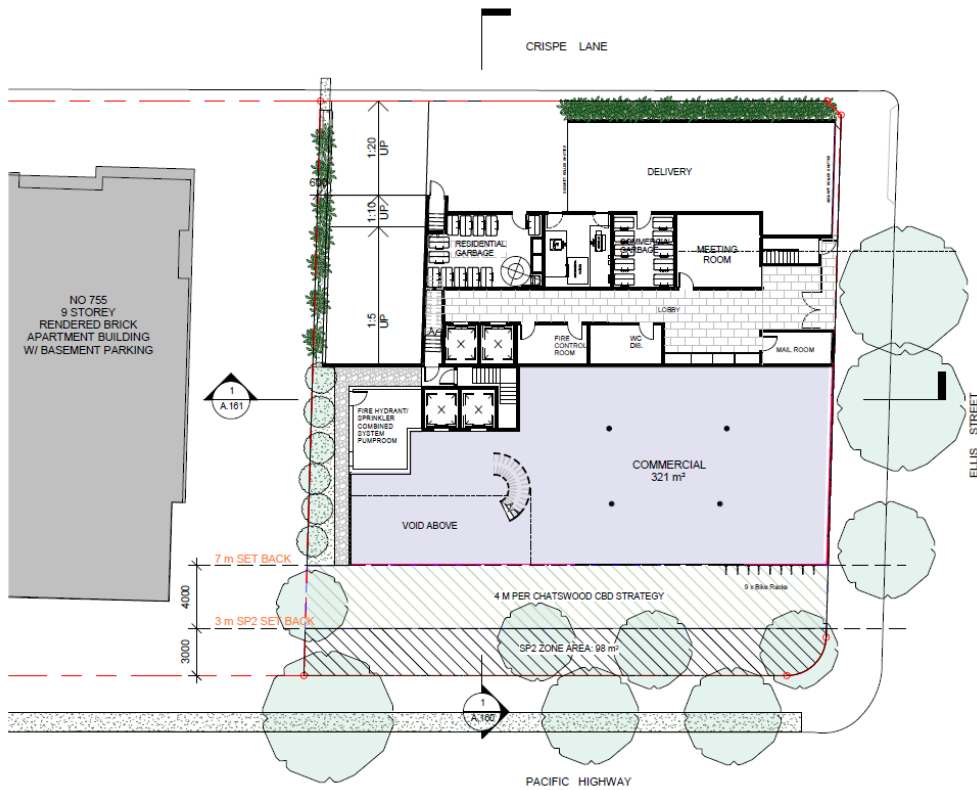 CRISPE LANE
1:20
UP
600
1:10
UP
1:5
UP
DELIVERY
RESIDENTIAL
GARBAGE
COMMERCIAL
GARBAGE
MEETING
ROOM
LOBBY
NO 755
9 STOREY
RENDERED BRICK
APARTMENT BUILDING
W/ BASEMENT PARKING
FIRE
CONTROL
ROOM
WC
DIS.
MAIL ROOM
1
A.161
FIRE HYDRANT/
SPRINKLER
COMBINED
SYSTEM
PUMPROOM
COMMERCIAL
321 m²
ELLIS STREET
VOID ABOVE
7 m SET BACK
4000
4 M PER CHATSWOOD CBD STRATEGY
9 x Bike Racks
3 m SP2 SET BACK
3000
SP2 ZONE AREA: 98 m²
1
A.160
PACIFIC HIGHWAY